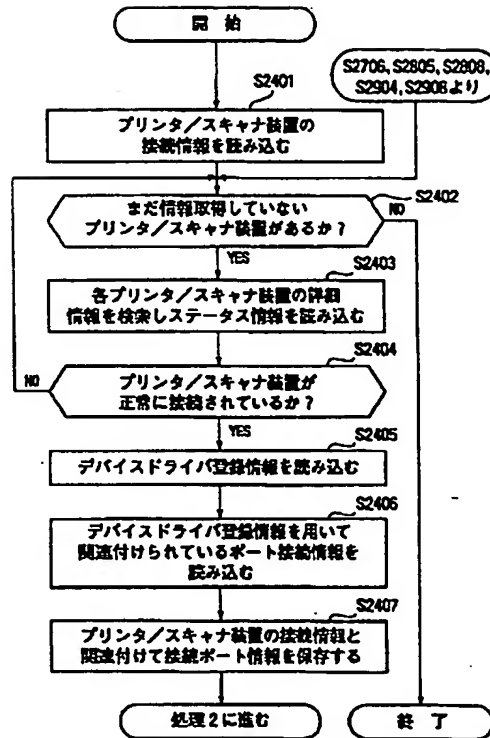 開 始
S2706, S2805, S2808,
S2904, S2908より
S2401
プリンタ／スキャナ装置の
接続情報を読み込む
S2402
まだ情報取得していない
プリンタ／スキャナ装置があるか？
NO
YES
S2403
各プリンタ／スキャナ装置の詳細
情報を検索しステータス情報を読み込む
S2404
NO
プリンタ／スキャナ装置が
正常に接続されているか？
YES
S2405
デバイスドライバ登録情報を読み込む
S2406
デバイスドライバ登録情報を用いて
関連付けられているポート接続情報を
読み込む
S2407
プリンタ／スキャナ装置の接続情報と
関連付けて接続ポート情報を保存する
処理2に進む
終 了